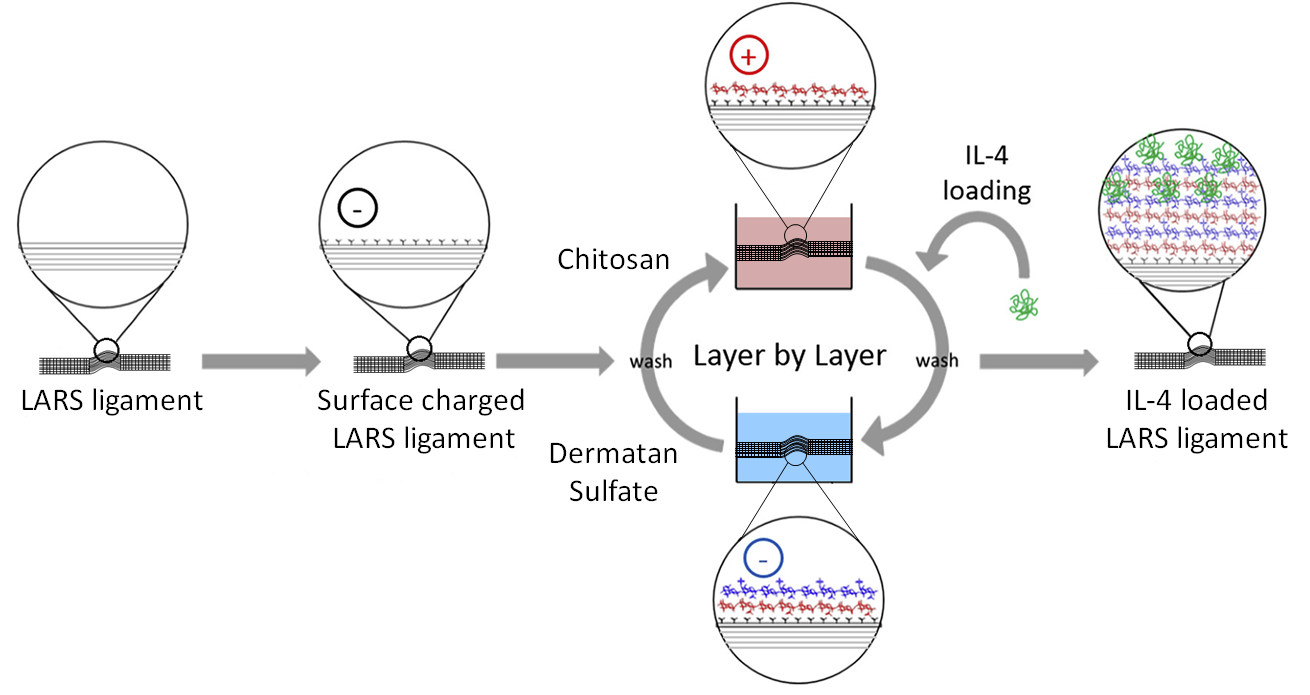 +
-
IL-4
loading
Chitosan
wash
Layer by Layer
wash
LARS ligament
Surface charged
LARS ligament
IL-4 loaded
LARS ligament
Dermatan
Sulfate
-